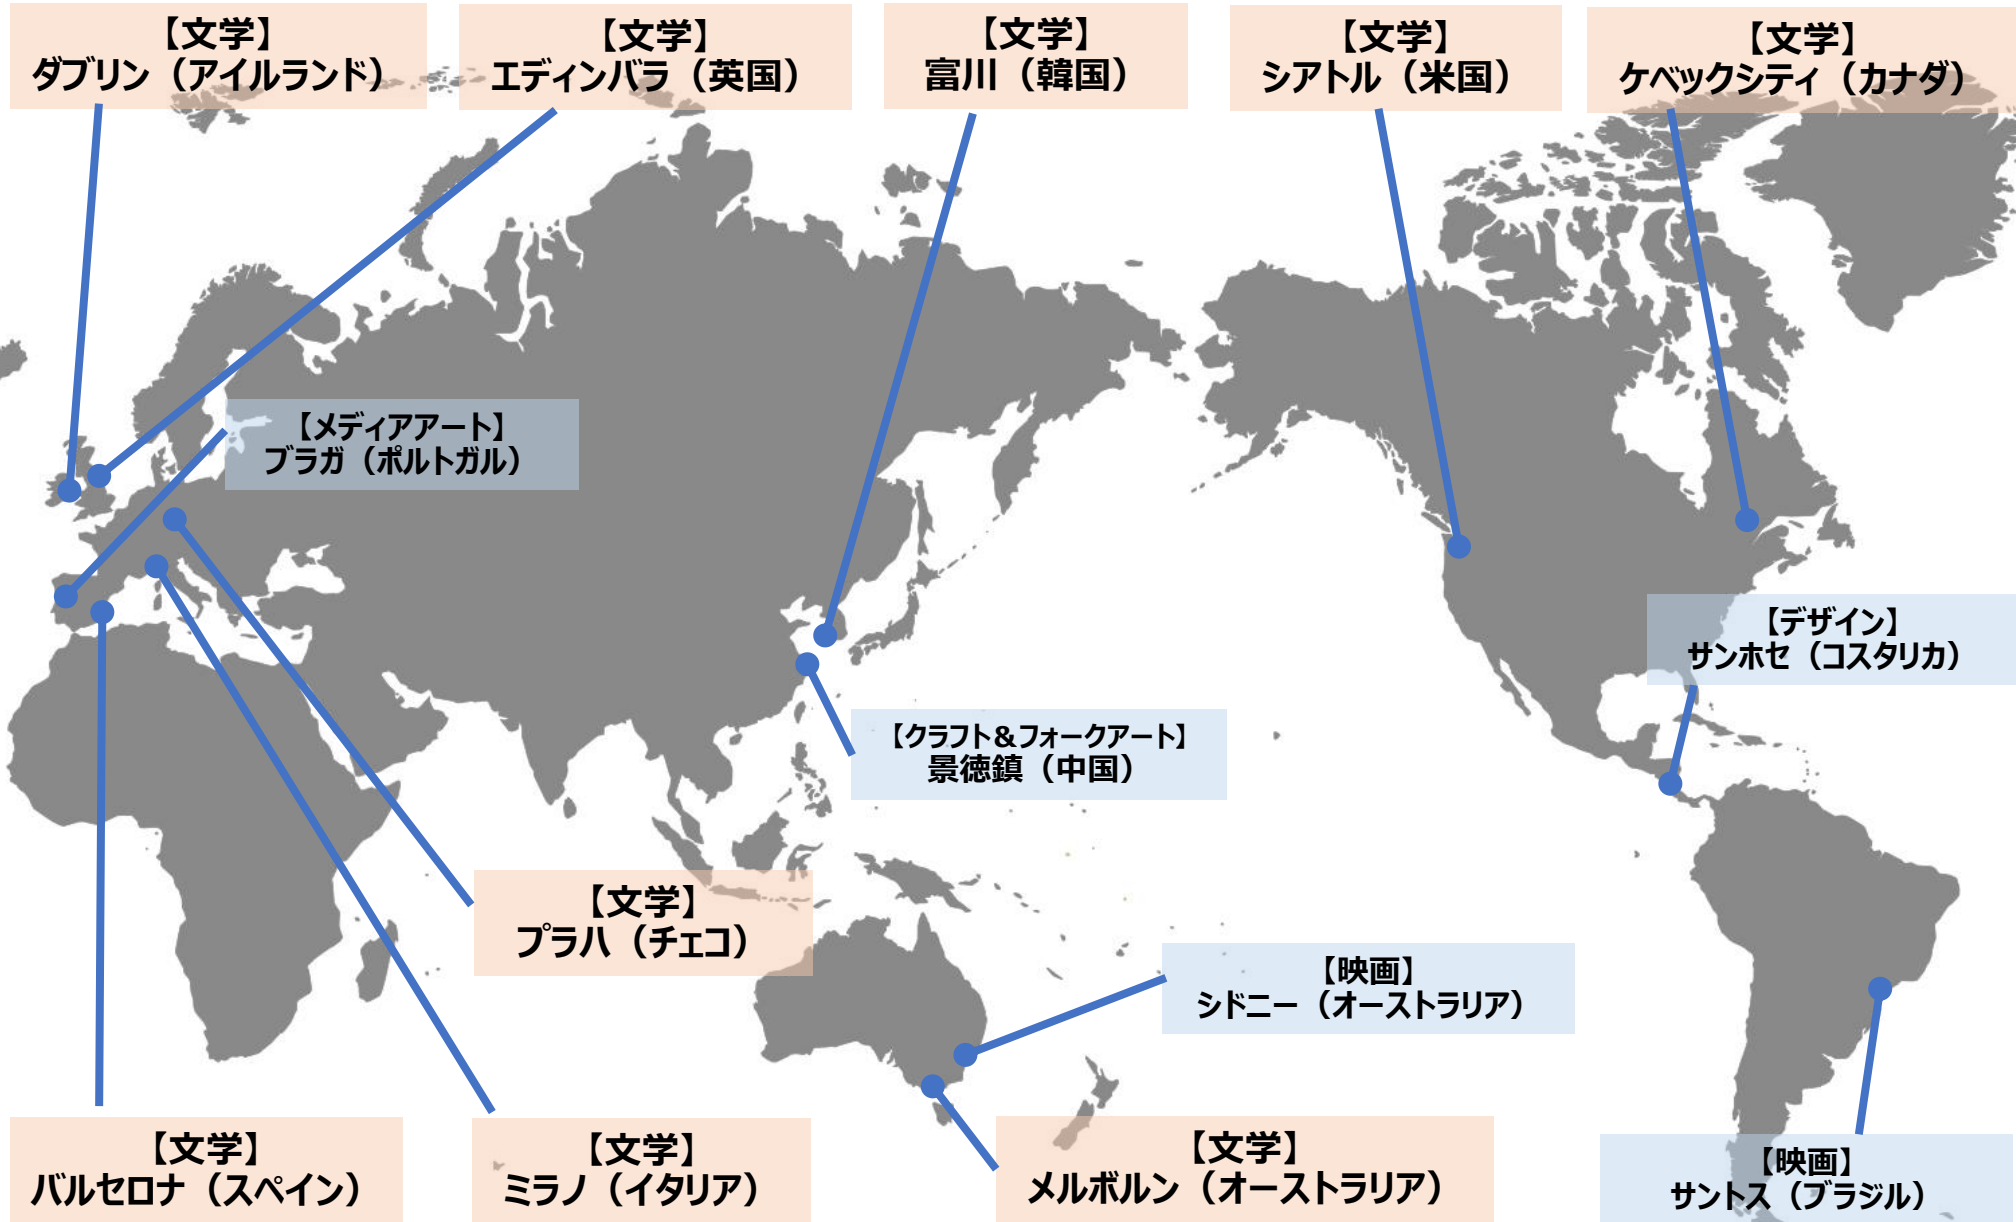 【文学】
ダブリン（アイルランド）
【文学】
エディンバラ（英国）
【文学】
富川（韓国）
【文学】
シアトル（米国）
【文学】
ケベックシティ（カナダ）
【メディアアート】
ブラガ（ポルトガル）
【デザイン】
サンホセ（コスタリカ）
【クラフト＆フォークアート】
景徳鎮（中国）
【文学】
プラハ（チェコ）
【映画】
シドニー（オーストラリア）
【文学】
バルセロナ（スペイン）
【文学】
ミラノ（イタリア）
【文学】
メルボルン（オーストラリア）
【映画】
サントス（ブラジル）